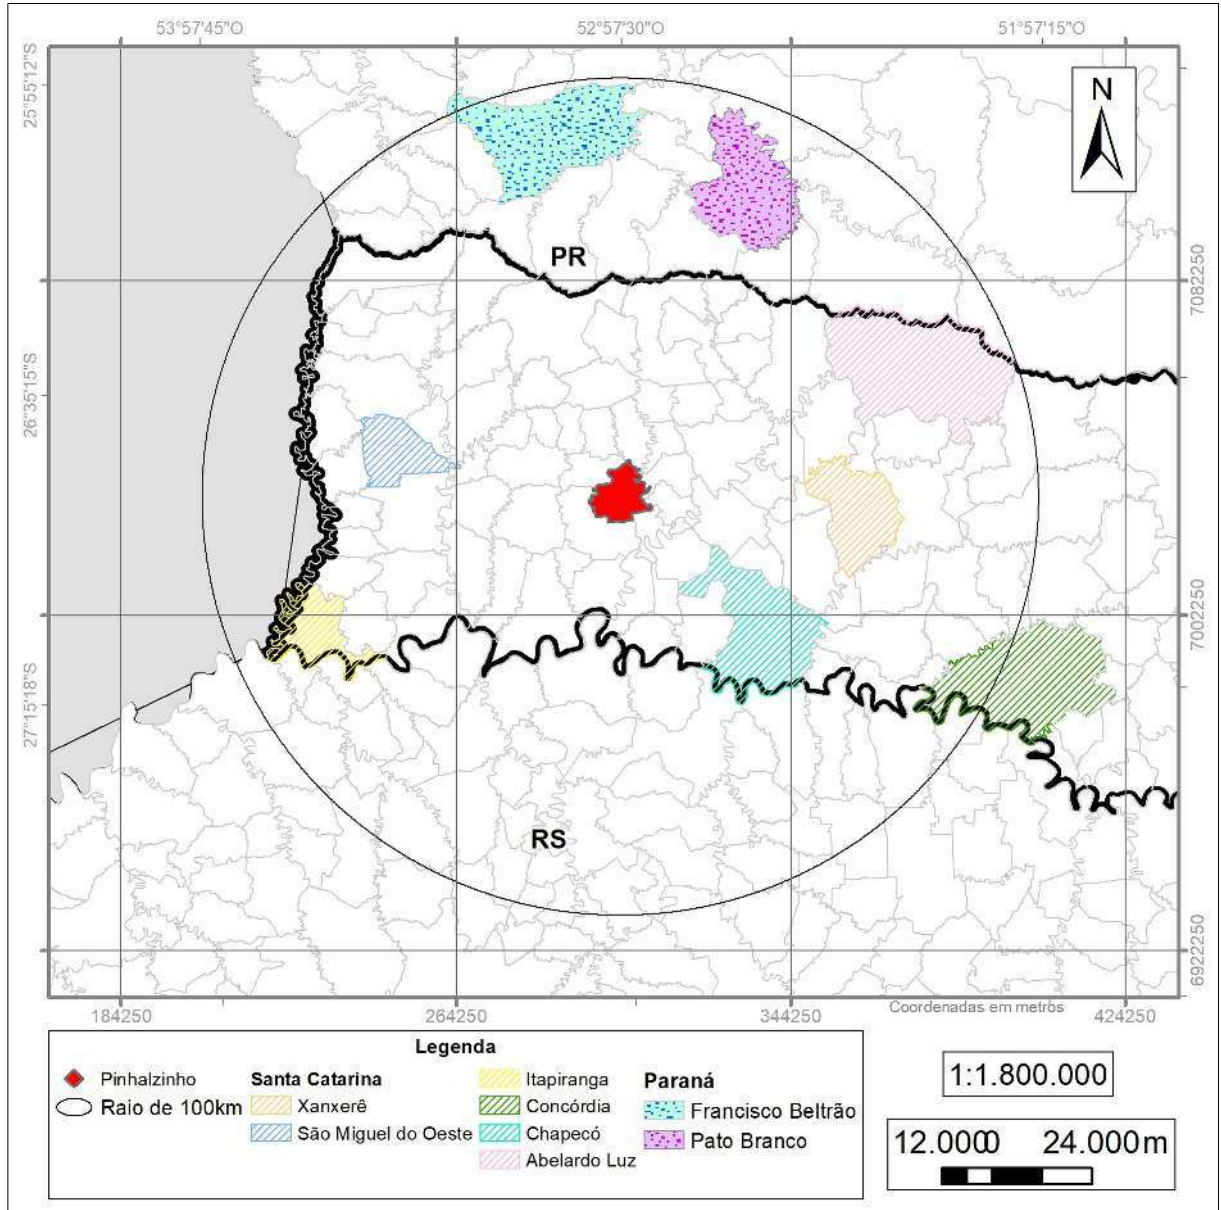 53°57'45"O 52°57'30"O 51°57'15"O
25°55'12"S
N
PR
7082250
26°35'15"S
7002250
27°15'18"S
RS
6922250
184250 264250 344250 424250
Coordenadas em metros
Legenda
Pinhalzinho
Raio de 100km
Santa Catarina
Xanxerê
São Miguel do Oeste
Itapiranga
Concórdia
Chapecó
Abelardo Luz
Paraná
Francisco Beltrão
Pato Branco
1:1.800.000
12.0000 24.000 m